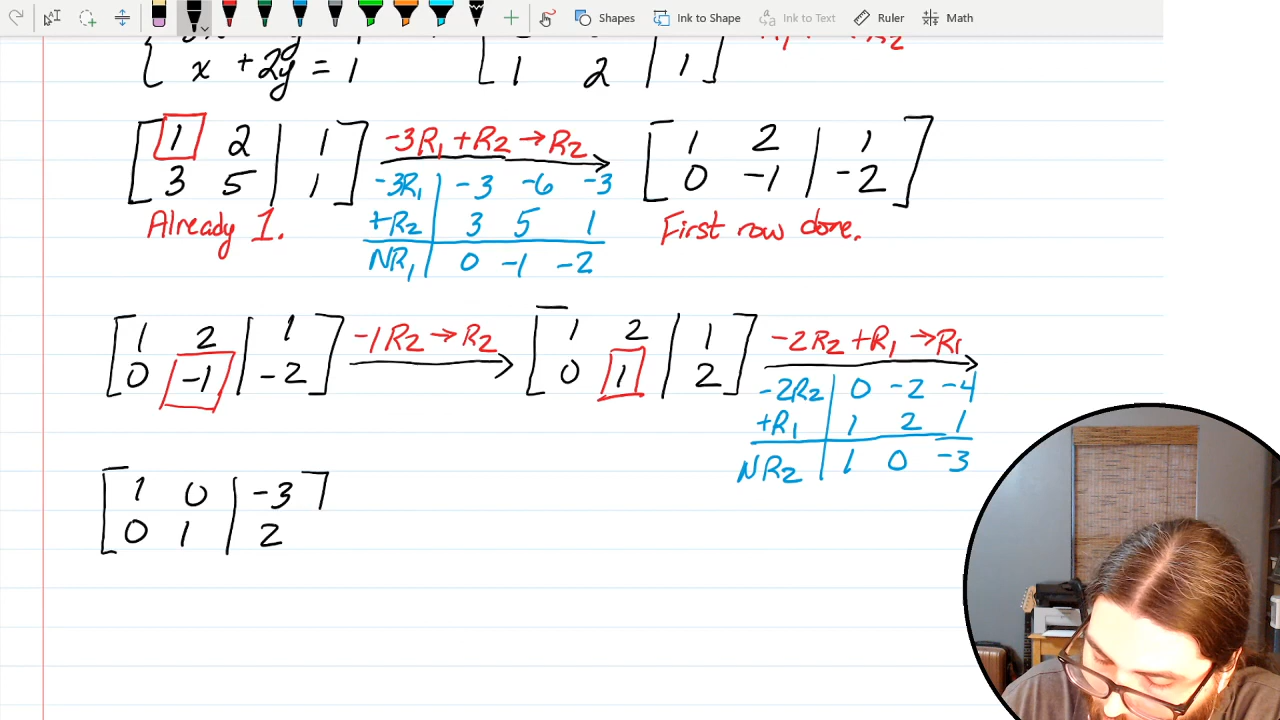 Shapes Ink to Shape Ink to Text Ruler Math
x + 2y = 1 [1 2 | 1]
[1 2 | 1] -3R1 + R2 → R2 [1 2 | 1]
[3 5 | 1] -3R1 | -3 -6 -3 [0 -1 | -2]
Already 1. +R2 | 3 5 1 First row done.
NR1 | 0 -1 -2
[1 2 | 1] -1R2 → R2 [1 2 | 1] -2R2 + R1 → R1
[0 -1 | -2] [0 1 | 2] -2R2 | 0 -2 -4
+R1 | 1 2 1
NR2 | 1 0 -3
[1 0 | -3]
[0 1 | 2